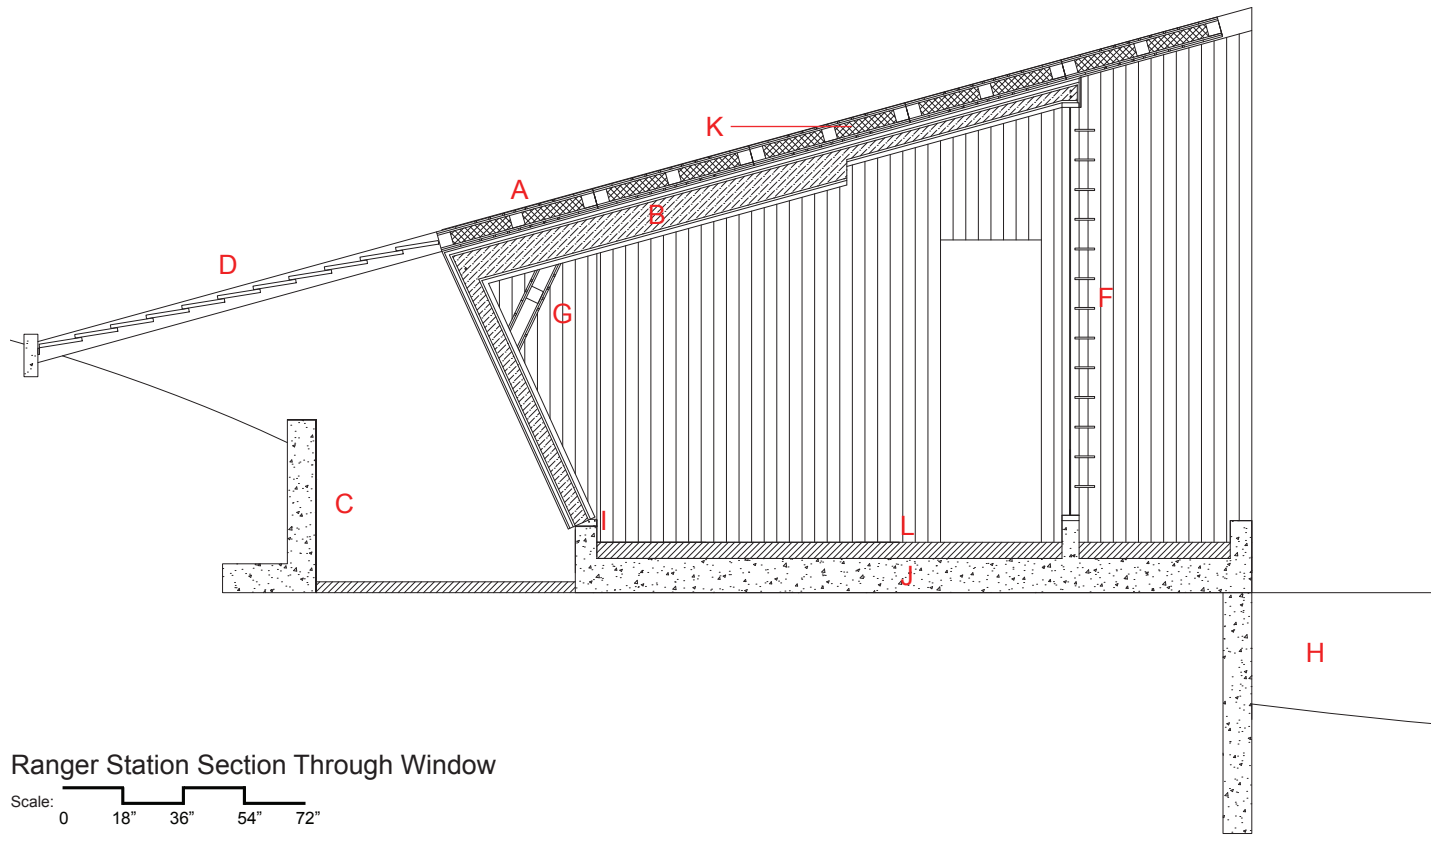 K
A
B
D
F
G
C
I
L
J
H
Ranger Station Section Through Window
Scale:
0 18” 36” 54” 72”